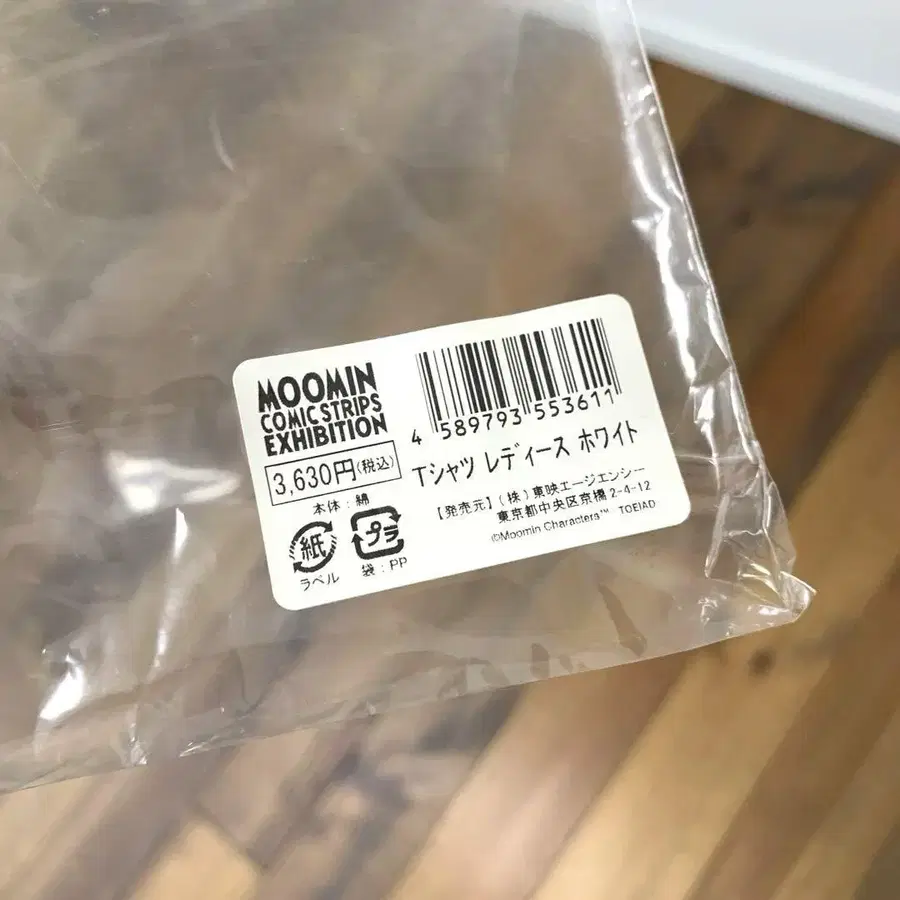 MOOMIN
COMIC STRIPS
EXHIBITION
3,630円(税込)
本体:綿
紙
ラベル
プラ
袋:PP
4 589793 553611
Tシャツ レディース ホワイト
【発売元】(株)東映エージエンシー
東京都中央区京橋2-4-12
©Moomin Characters™ TOEIAD